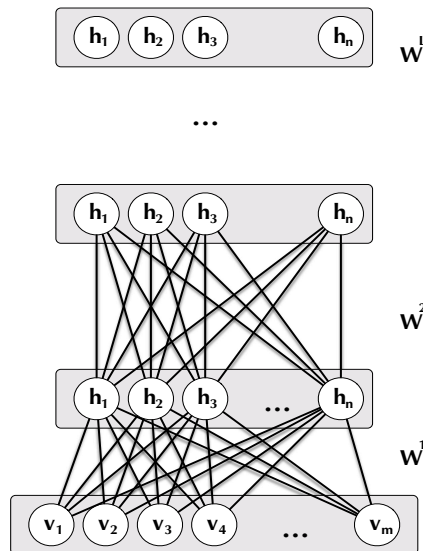 h1 h2 h3 hn
W^L
...
h1 h2 h3 hn
W^2
h1 h2 h3 ... hn
W^1
v1 v2 v3 v4 ... vm